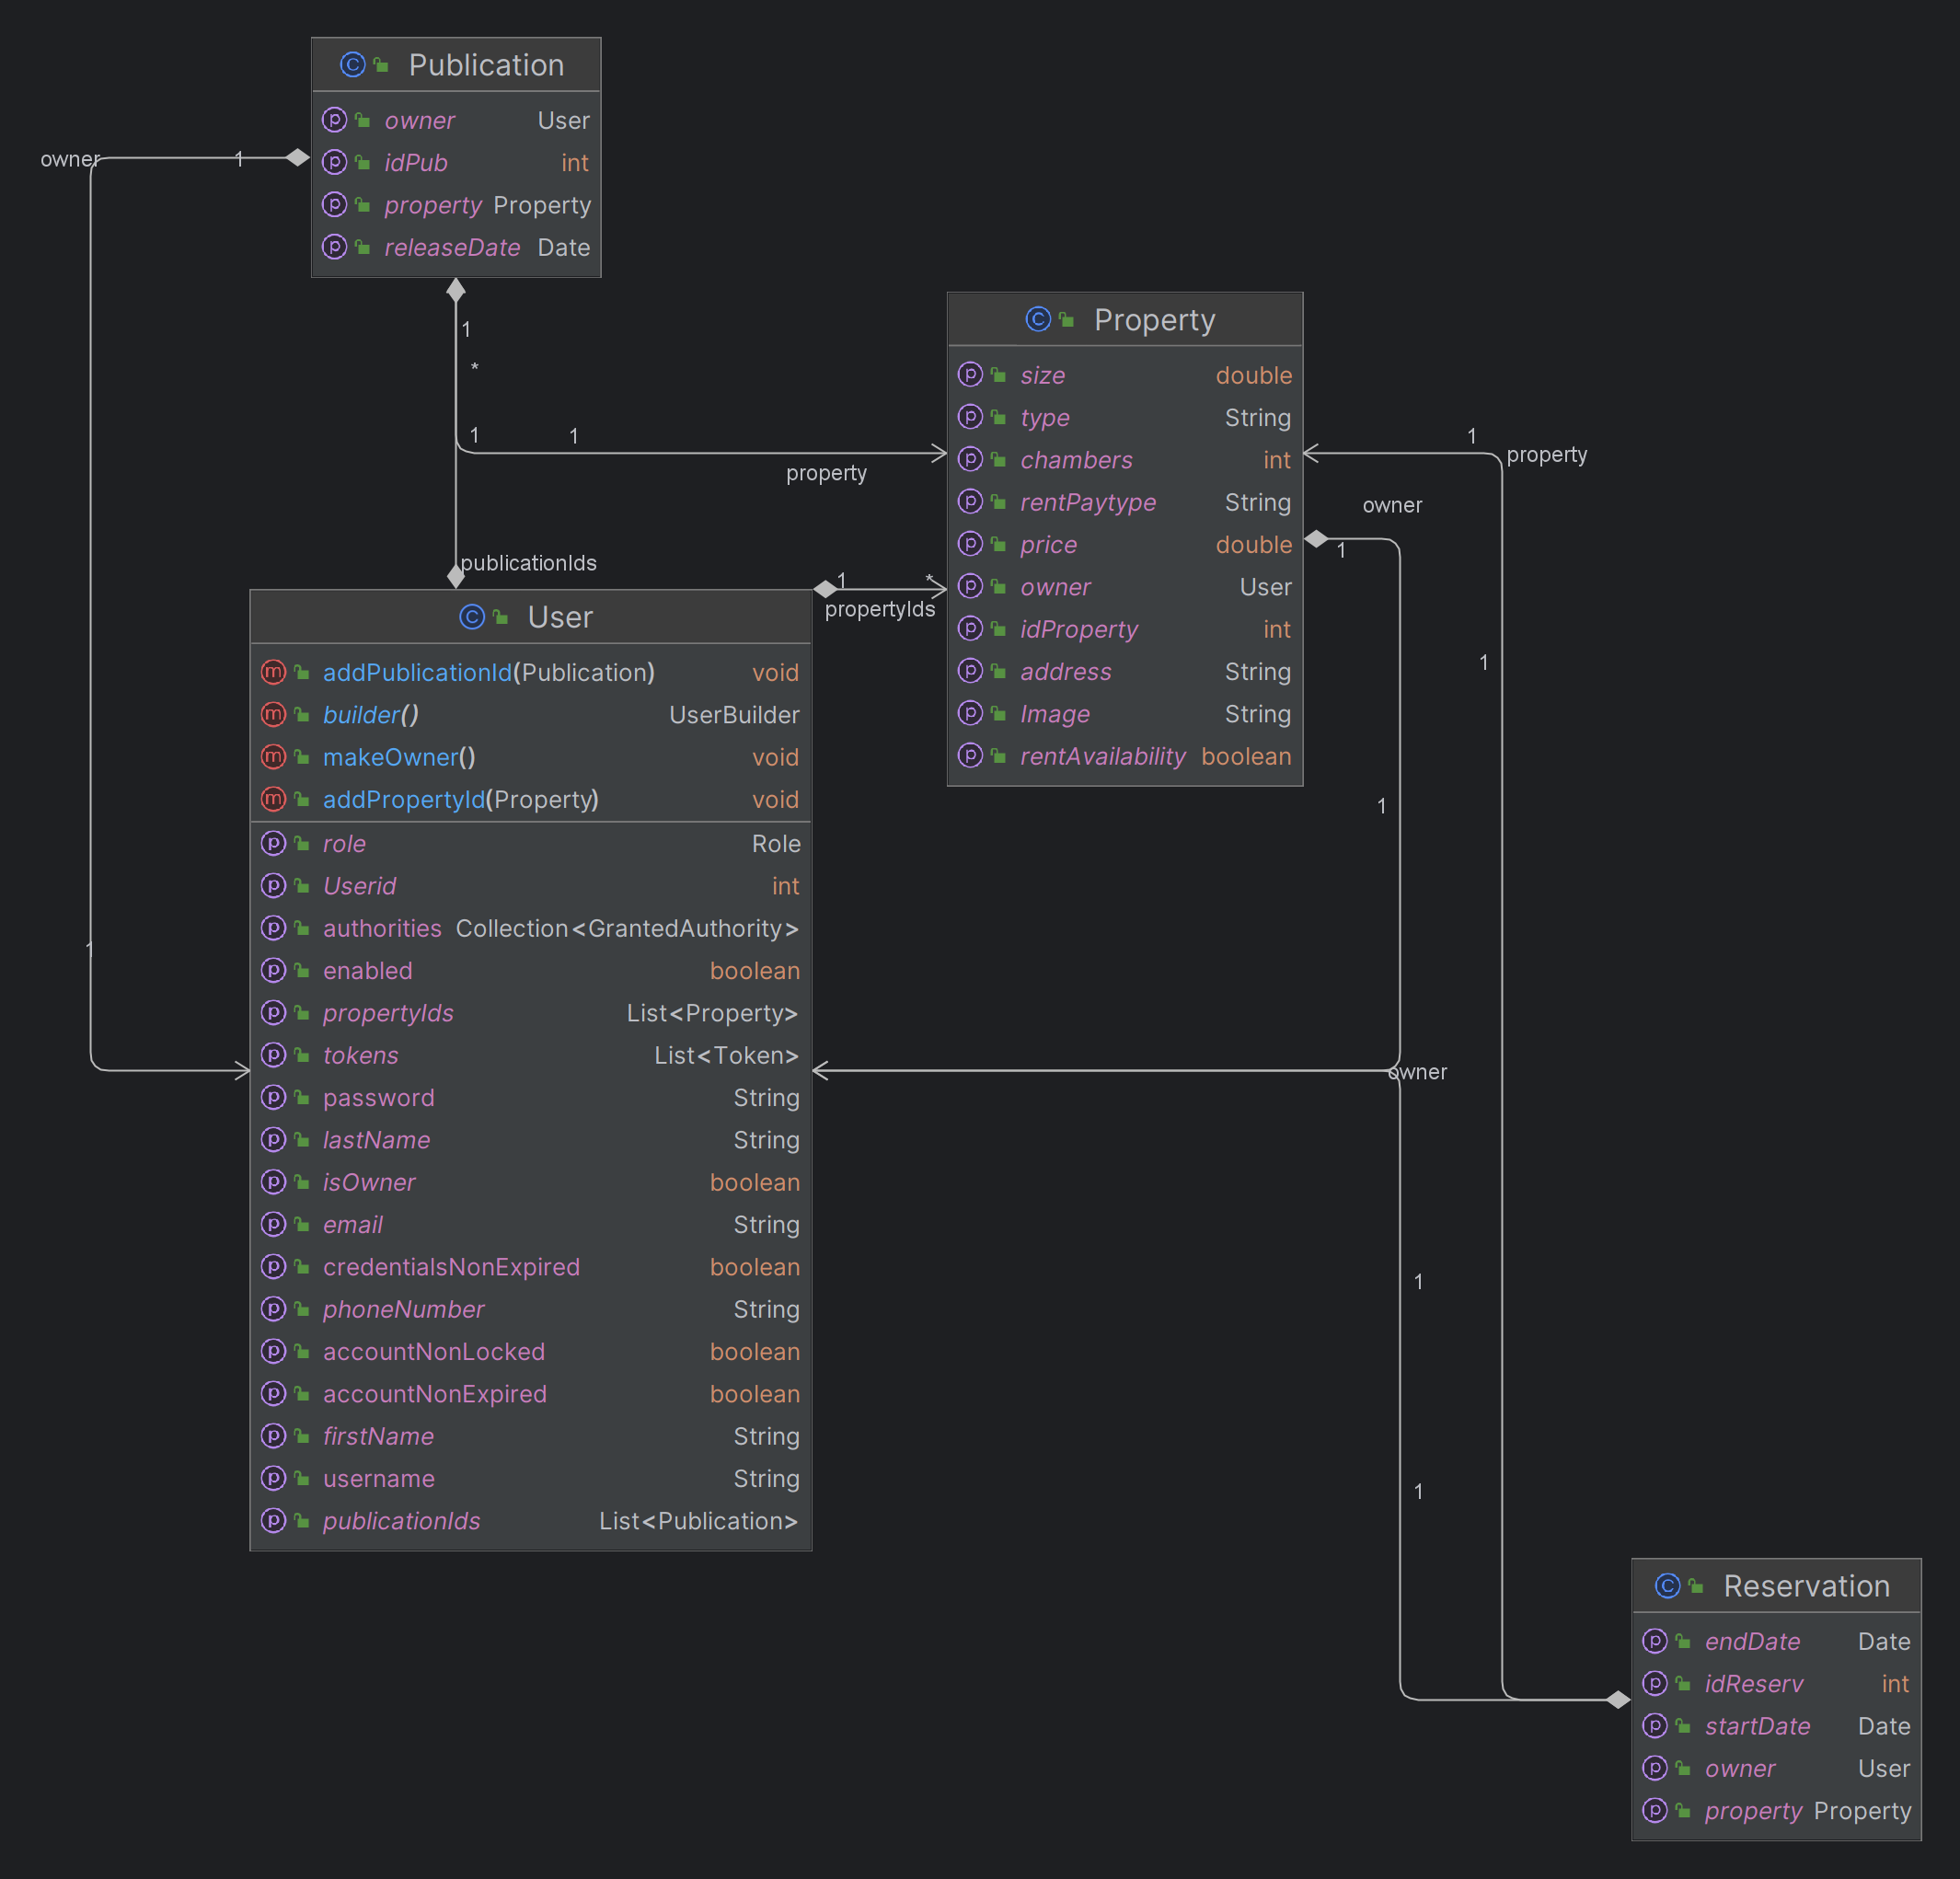 Publication
owner User
idPub int
property Property
releaseDate Date
owner
1
1
*
1
1
property
publicationIds
1
*
propertyIds
Property
size double
type String
chambers int
rentPaytype String
price double
owner User
idProperty int
address String
Image String
rentAvailability boolean
1
property
owner
1
1
1
User
addPublicationId(Publication) void
builder() UserBuilder
makeOwner() void
addPropertyId(Property) void
role Role
Userid int
authorities Collection<GrantedAuthority>
enabled boolean
propertyIds List<Property>
tokens List<Token>
password String
lastName String
isOwner boolean
email String
credentialsNonExpired boolean
phoneNumber String
accountNonLocked boolean
accountNonExpired boolean
firstName String
username String
publicationIds List<Publication>
1
owner
1
1
Reservation
endDate Date
idReserv int
startDate Date
owner User
property Property